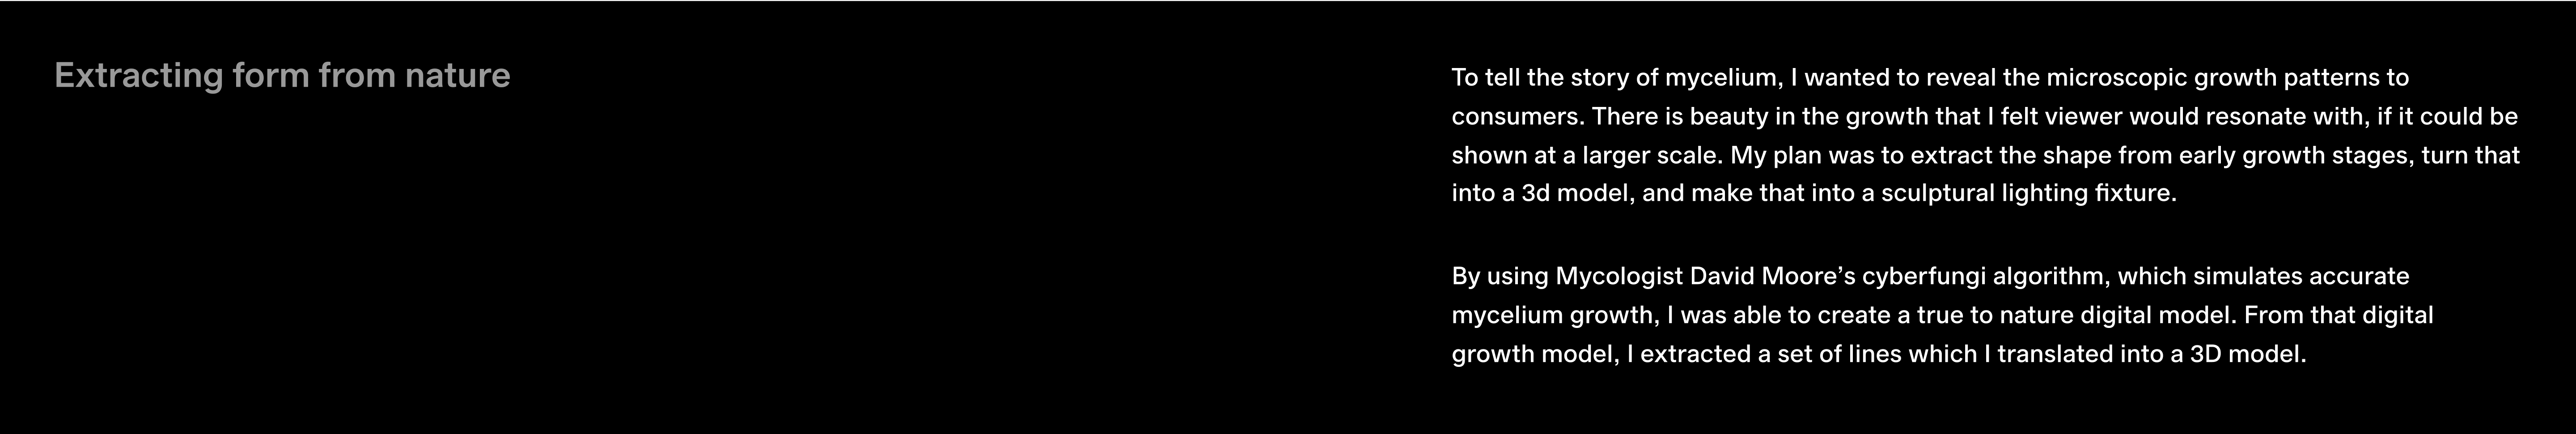 Extracting form from nature
To tell the story of mycelium, I wanted to reveal the microscopic growth patterns to
consumers. There is beauty in the growth that I felt viewer would resonate with, if it could be
shown at a larger scale. My plan was to extract the shape from early growth stages, turn that
into a 3d model, and make that into a sculptural lighting fixture.
By using Mycologist David Moore’s cyberfungi algorithm, which simulates accurate
mycelium growth, I was able to create a true to nature digital model. From that digital
growth model, I extracted a set of lines which I translated into a 3D model.